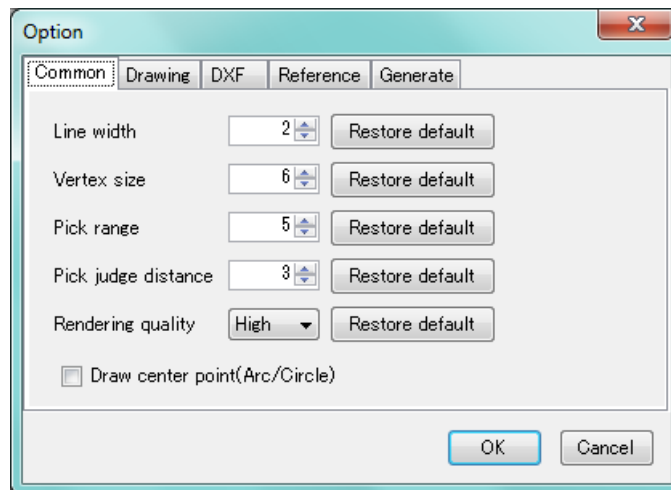 Option
Common Drawing DXF Reference Generate
Line width 2 Restore default
Vertex size 6 Restore default
Pick range 5 Restore default
Pick judge distance 3 Restore default
Rendering quality High Restore default
Draw center point(Arc/Circle)
OK Cancel